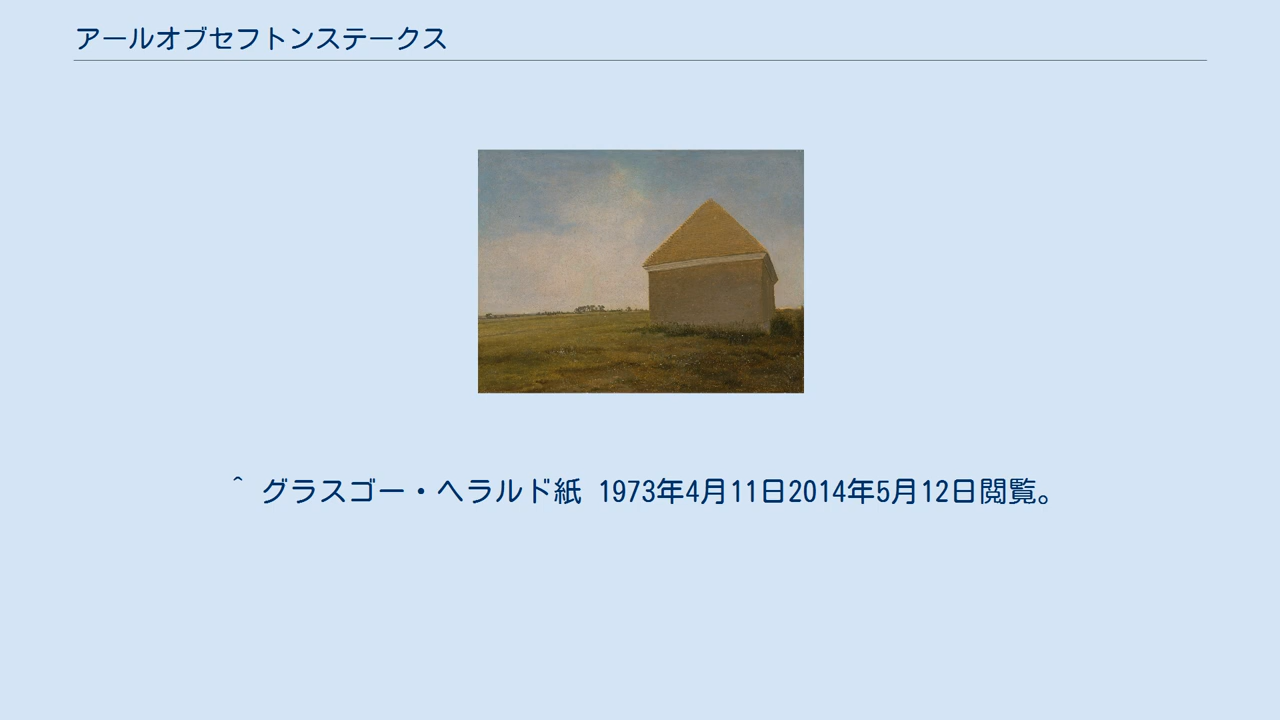 アールオブセフトンステークス
^ グラスゴー・ヘラルド紙 1973年4月11日2014年5月12日閲覧。